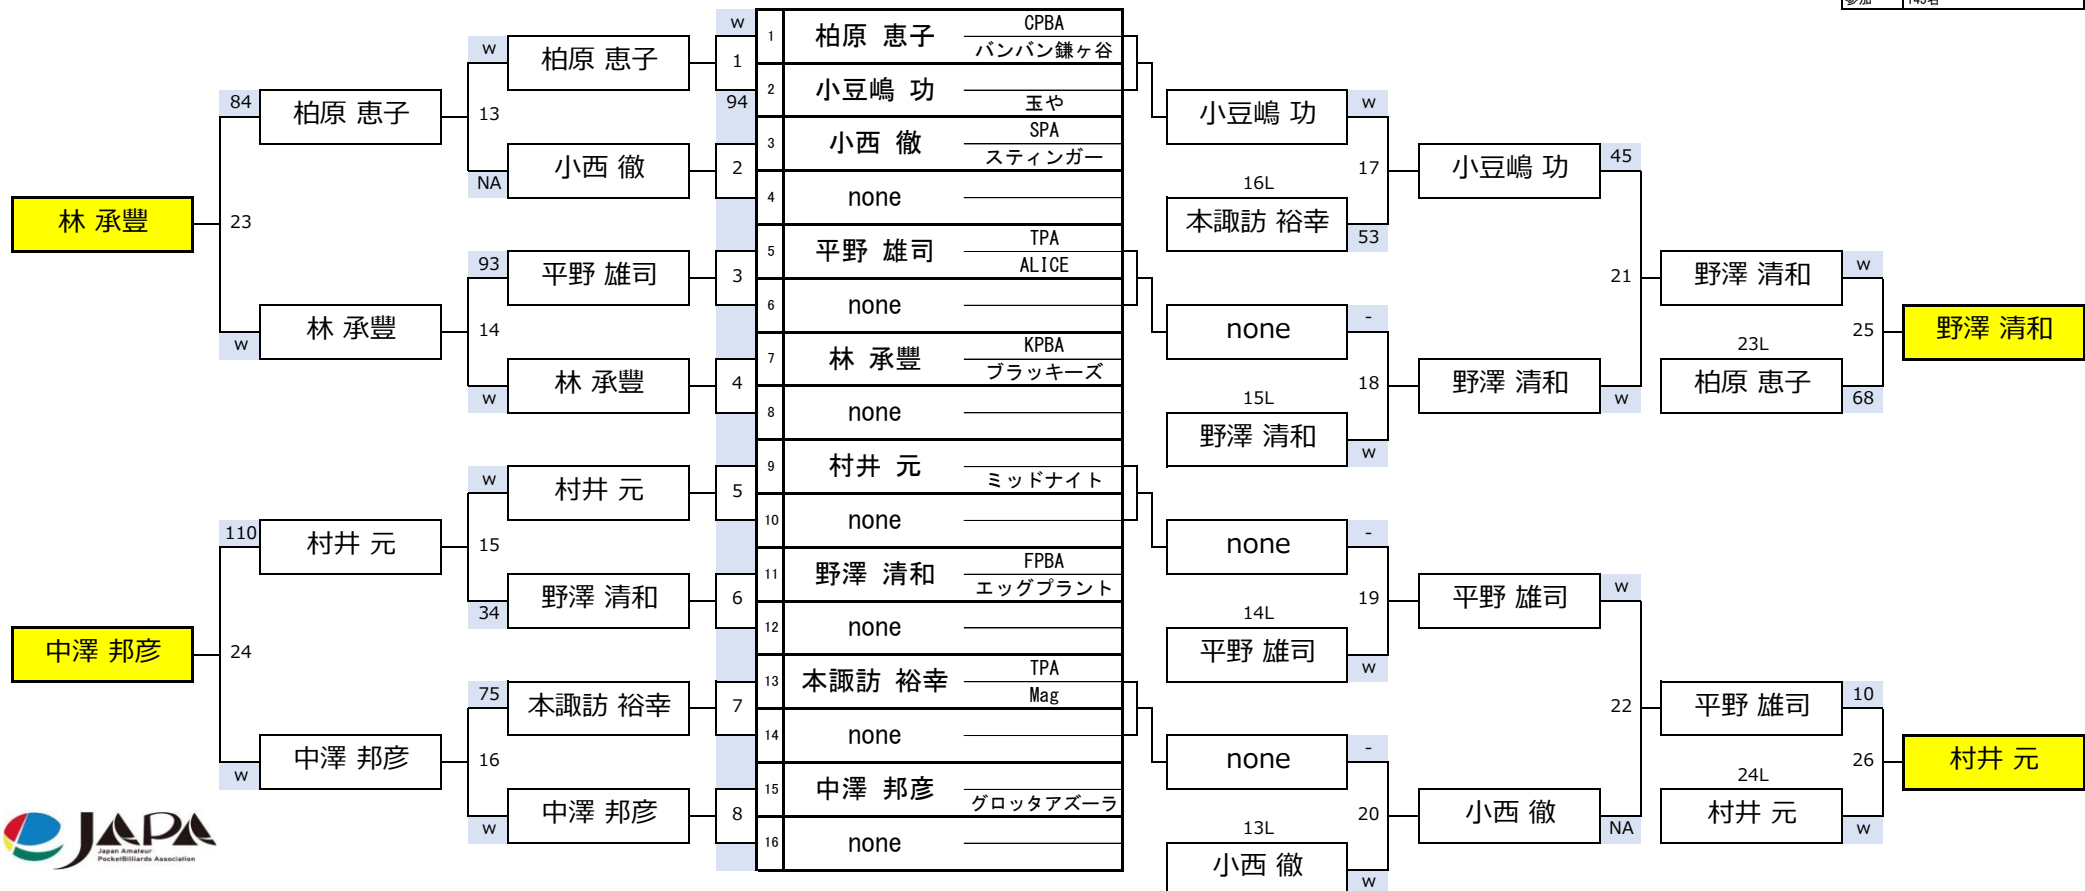 参加 143名
w 1 柏原 恵子 CPBA
バンバン鎌ヶ谷
w 柏原 恵子 1
84 柏原 恵子 13 94 2 小豆嶋 功
玉や
小豆嶋 功 w
3 小西 徹 SPA
スティンガー
NA 小西 徹 2
17 小豆嶋 功 45
4 none
16L
本諏訪 裕幸 53
林 承豐 23
5 平野 雄司 TPA
ALICE
93 平野 雄司 3
21 野澤 清和 w
6 none
none -
w 林 承豐 14
25 野澤 清和
7 林 承豐 KPBA
ブラッキーズ
23L
w 林 承豐 4
18 野澤 清和 w
柏原 恵子 68
8 none
15L
野澤 清和 w
9 村井 元
ミッドナイト
w 村井 元 5
10 none
110 村井 元 15
none -
11 野澤 清和 FPBA
エッグプラント
34 野澤 清和 6
19 平野 雄司 w
12 none
14L
平野 雄司 w
中澤 邦彦 24
13 本諏訪 裕幸 TPA
Mag
75 本諏訪 裕幸 7
22 平野 雄司 10
14 none
none -
w 中澤 邦彦 16
26 村井 元
15 中澤 邦彦
グロッタアズーラ
24L
w 中澤 邦彦 8
20 小西 徹 NA
村井 元 w
16 none
13L
小西 徹 w
JAPA
Japan Amateur
PocketBilliards Association